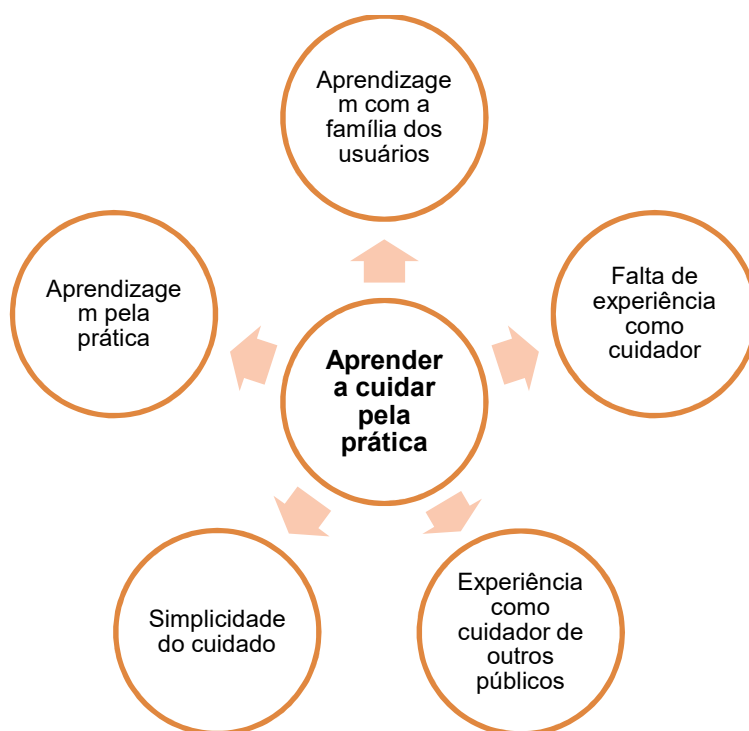 Aprendizage
m com a
família dos
usuários
Falta de
experiência
como
cuidador
Experiência
como
cuidador de
outros
públicos
Simplicidade
do cuidado
Aprendizage
m pela
prática
Aprender
a cuidar
pela
prática